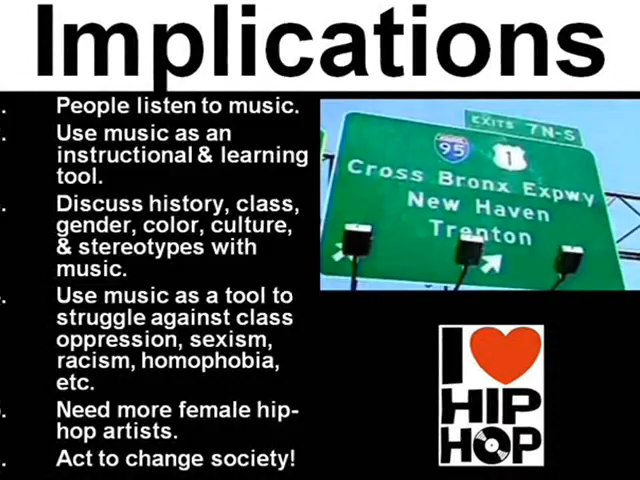 Implications
People listen to music.
Use music as an
instructional & learning
tool.
Discuss history, class,
gender, color, culture,
& stereotypes with
music.
Use music as a tool to
struggle against class
oppression, sexism,
racism, homophobia,
etc.
Need more female hip-
hop artists.
Act to change society!
EXITS 7N-S
INTERSTATE
95
1
Cross Bronx Expwy
New Haven
Trenton
I
HIP
HOP